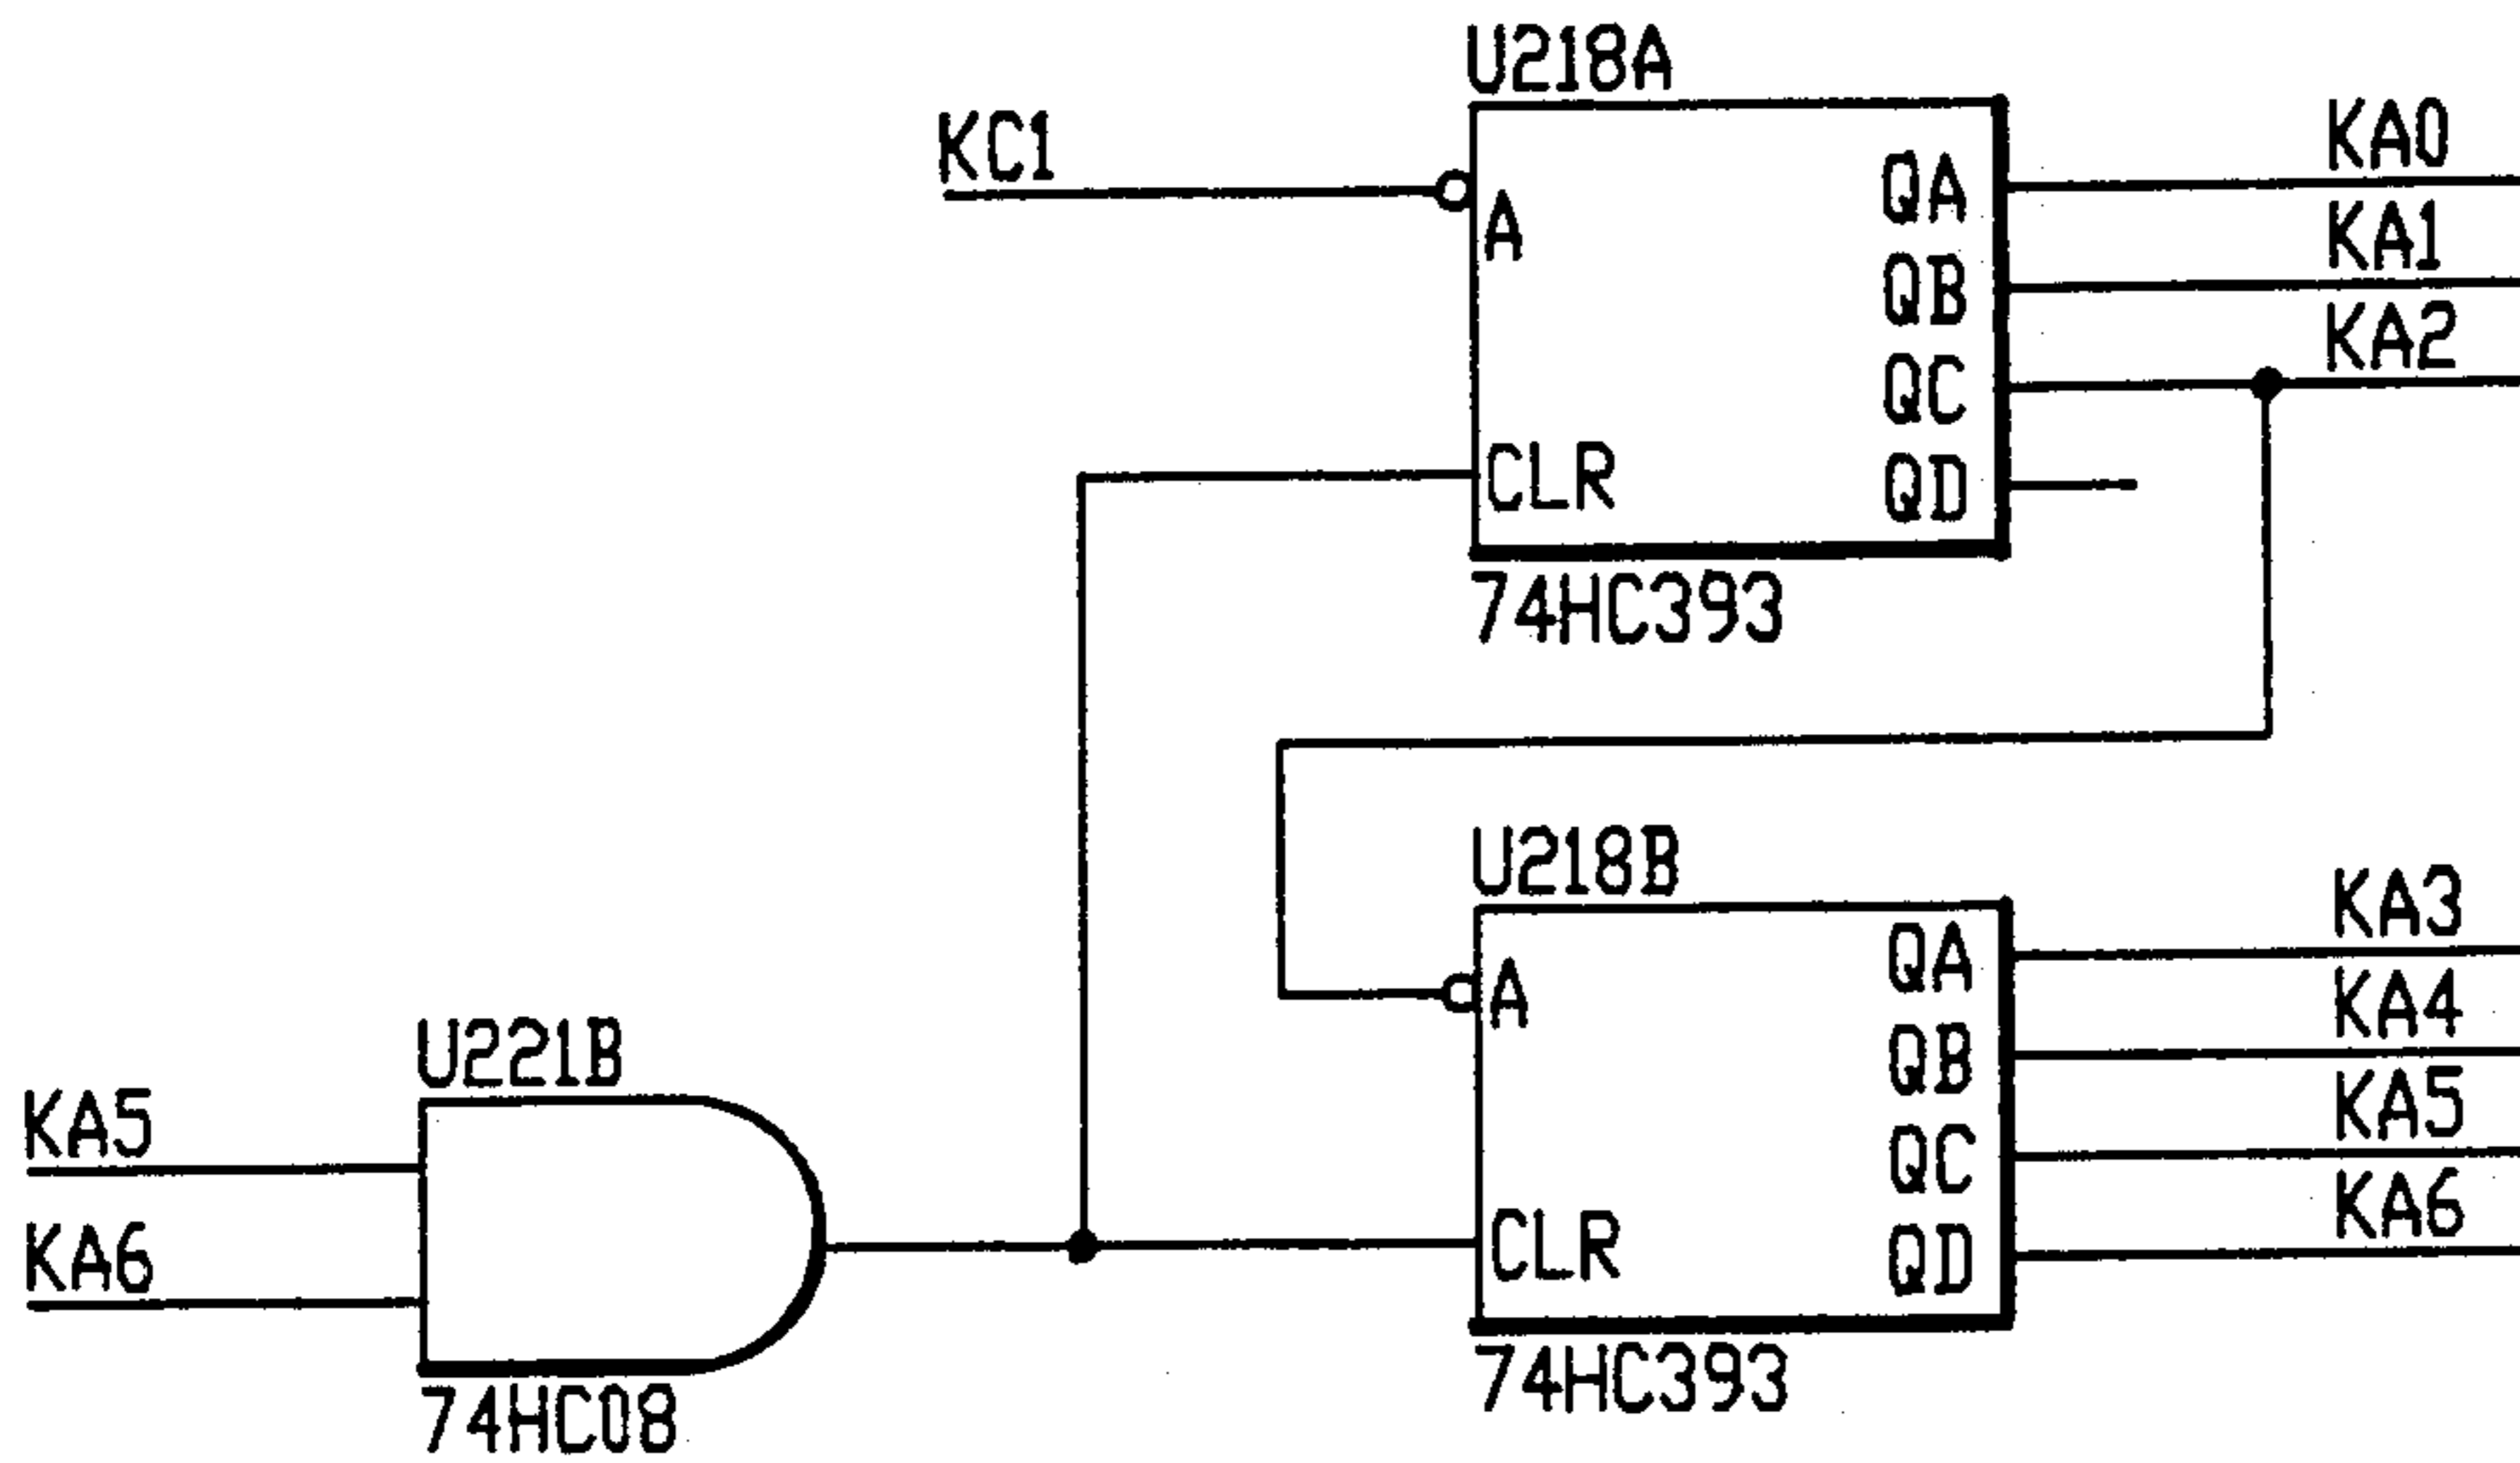 U218A
KC1
A
CLR
QA
QB
QC
QD
KA0
KA1
KA2
74HC393
U218B
A
CLR
QA
QB
QC
QD
KA3
KA4
KA5
KA6
74HC393
U221B
KA5
KA6
74HC08